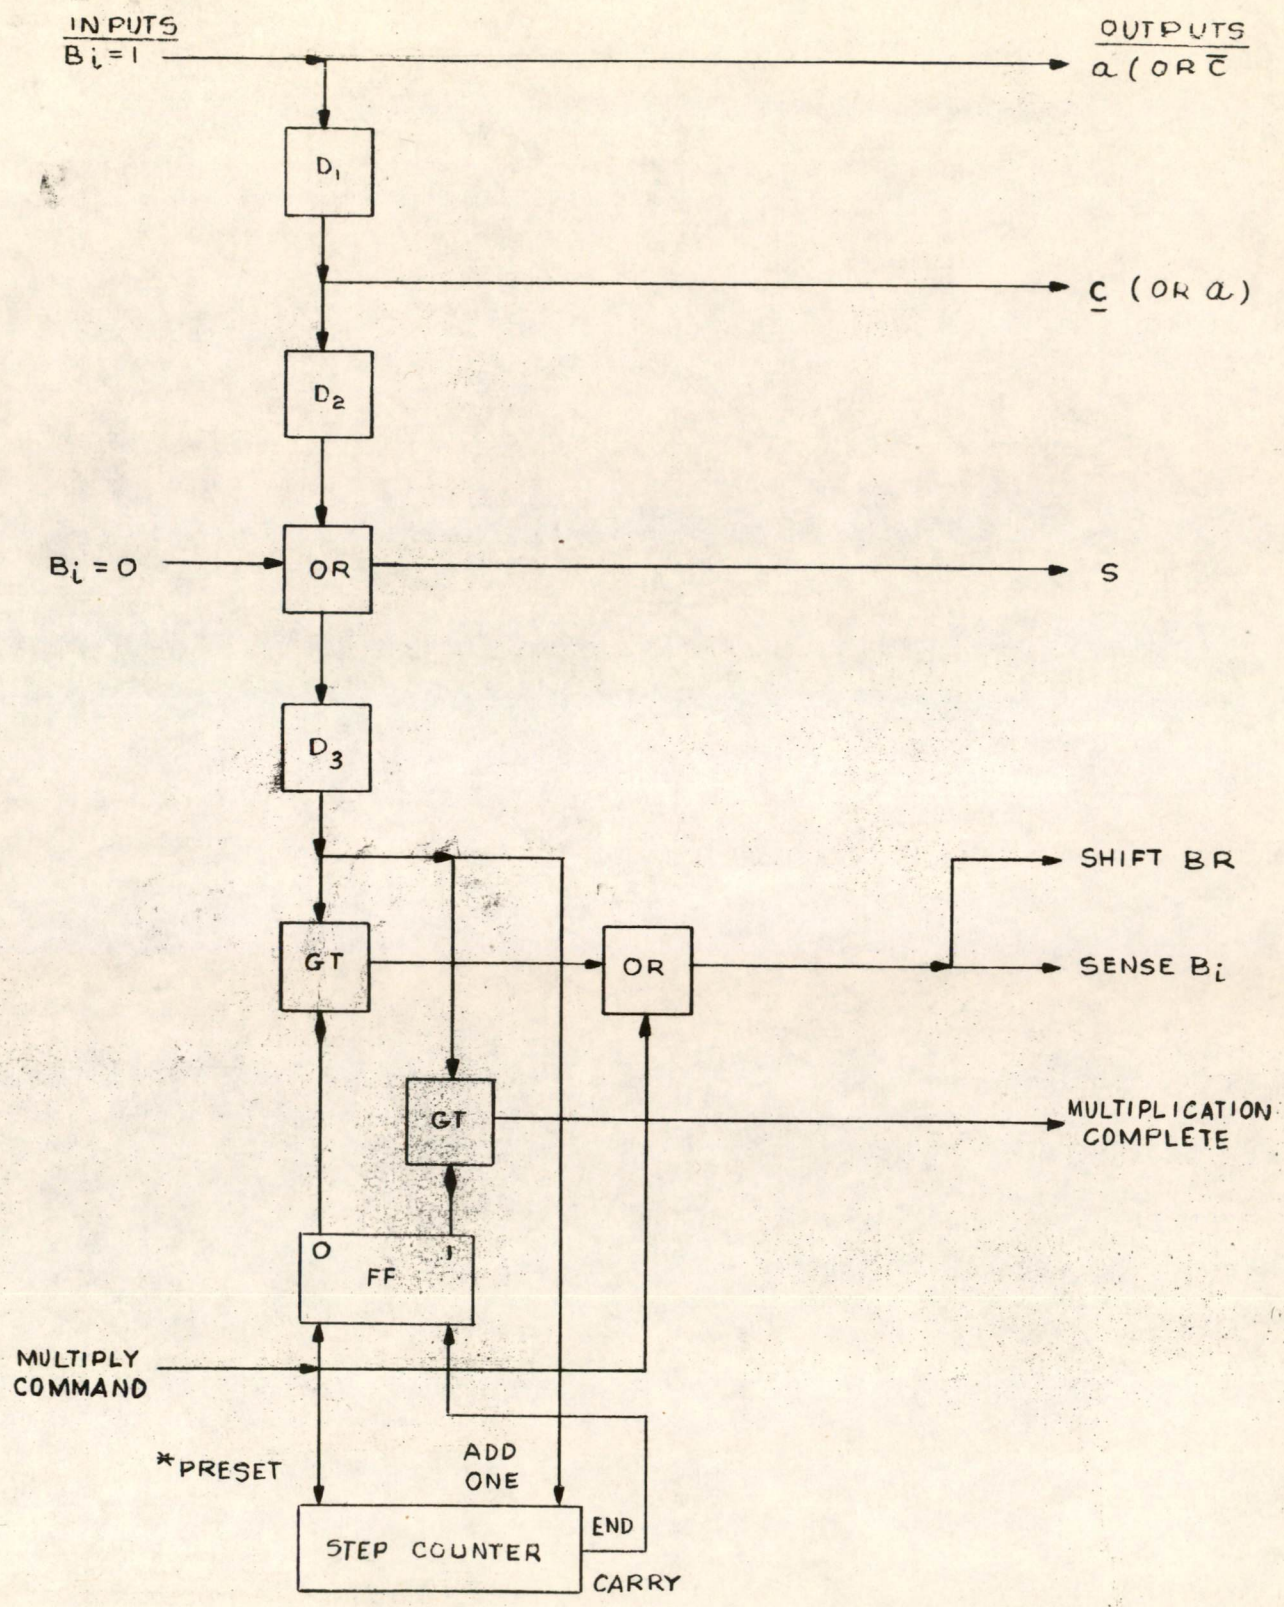 INPUTS
OUTPUTS
Bi = 1
a (OR c̅
D1
c (OR a)
D2
Bi = 0
OR
S
D3
SHIFT BR
GT
OR
SENSE Bi
GT
MULTIPLICATION
COMPLETE
O
1
FF
MULTIPLY
COMMAND
*PRESET
ADD
ONE
END
STEP COUNTER
CARRY